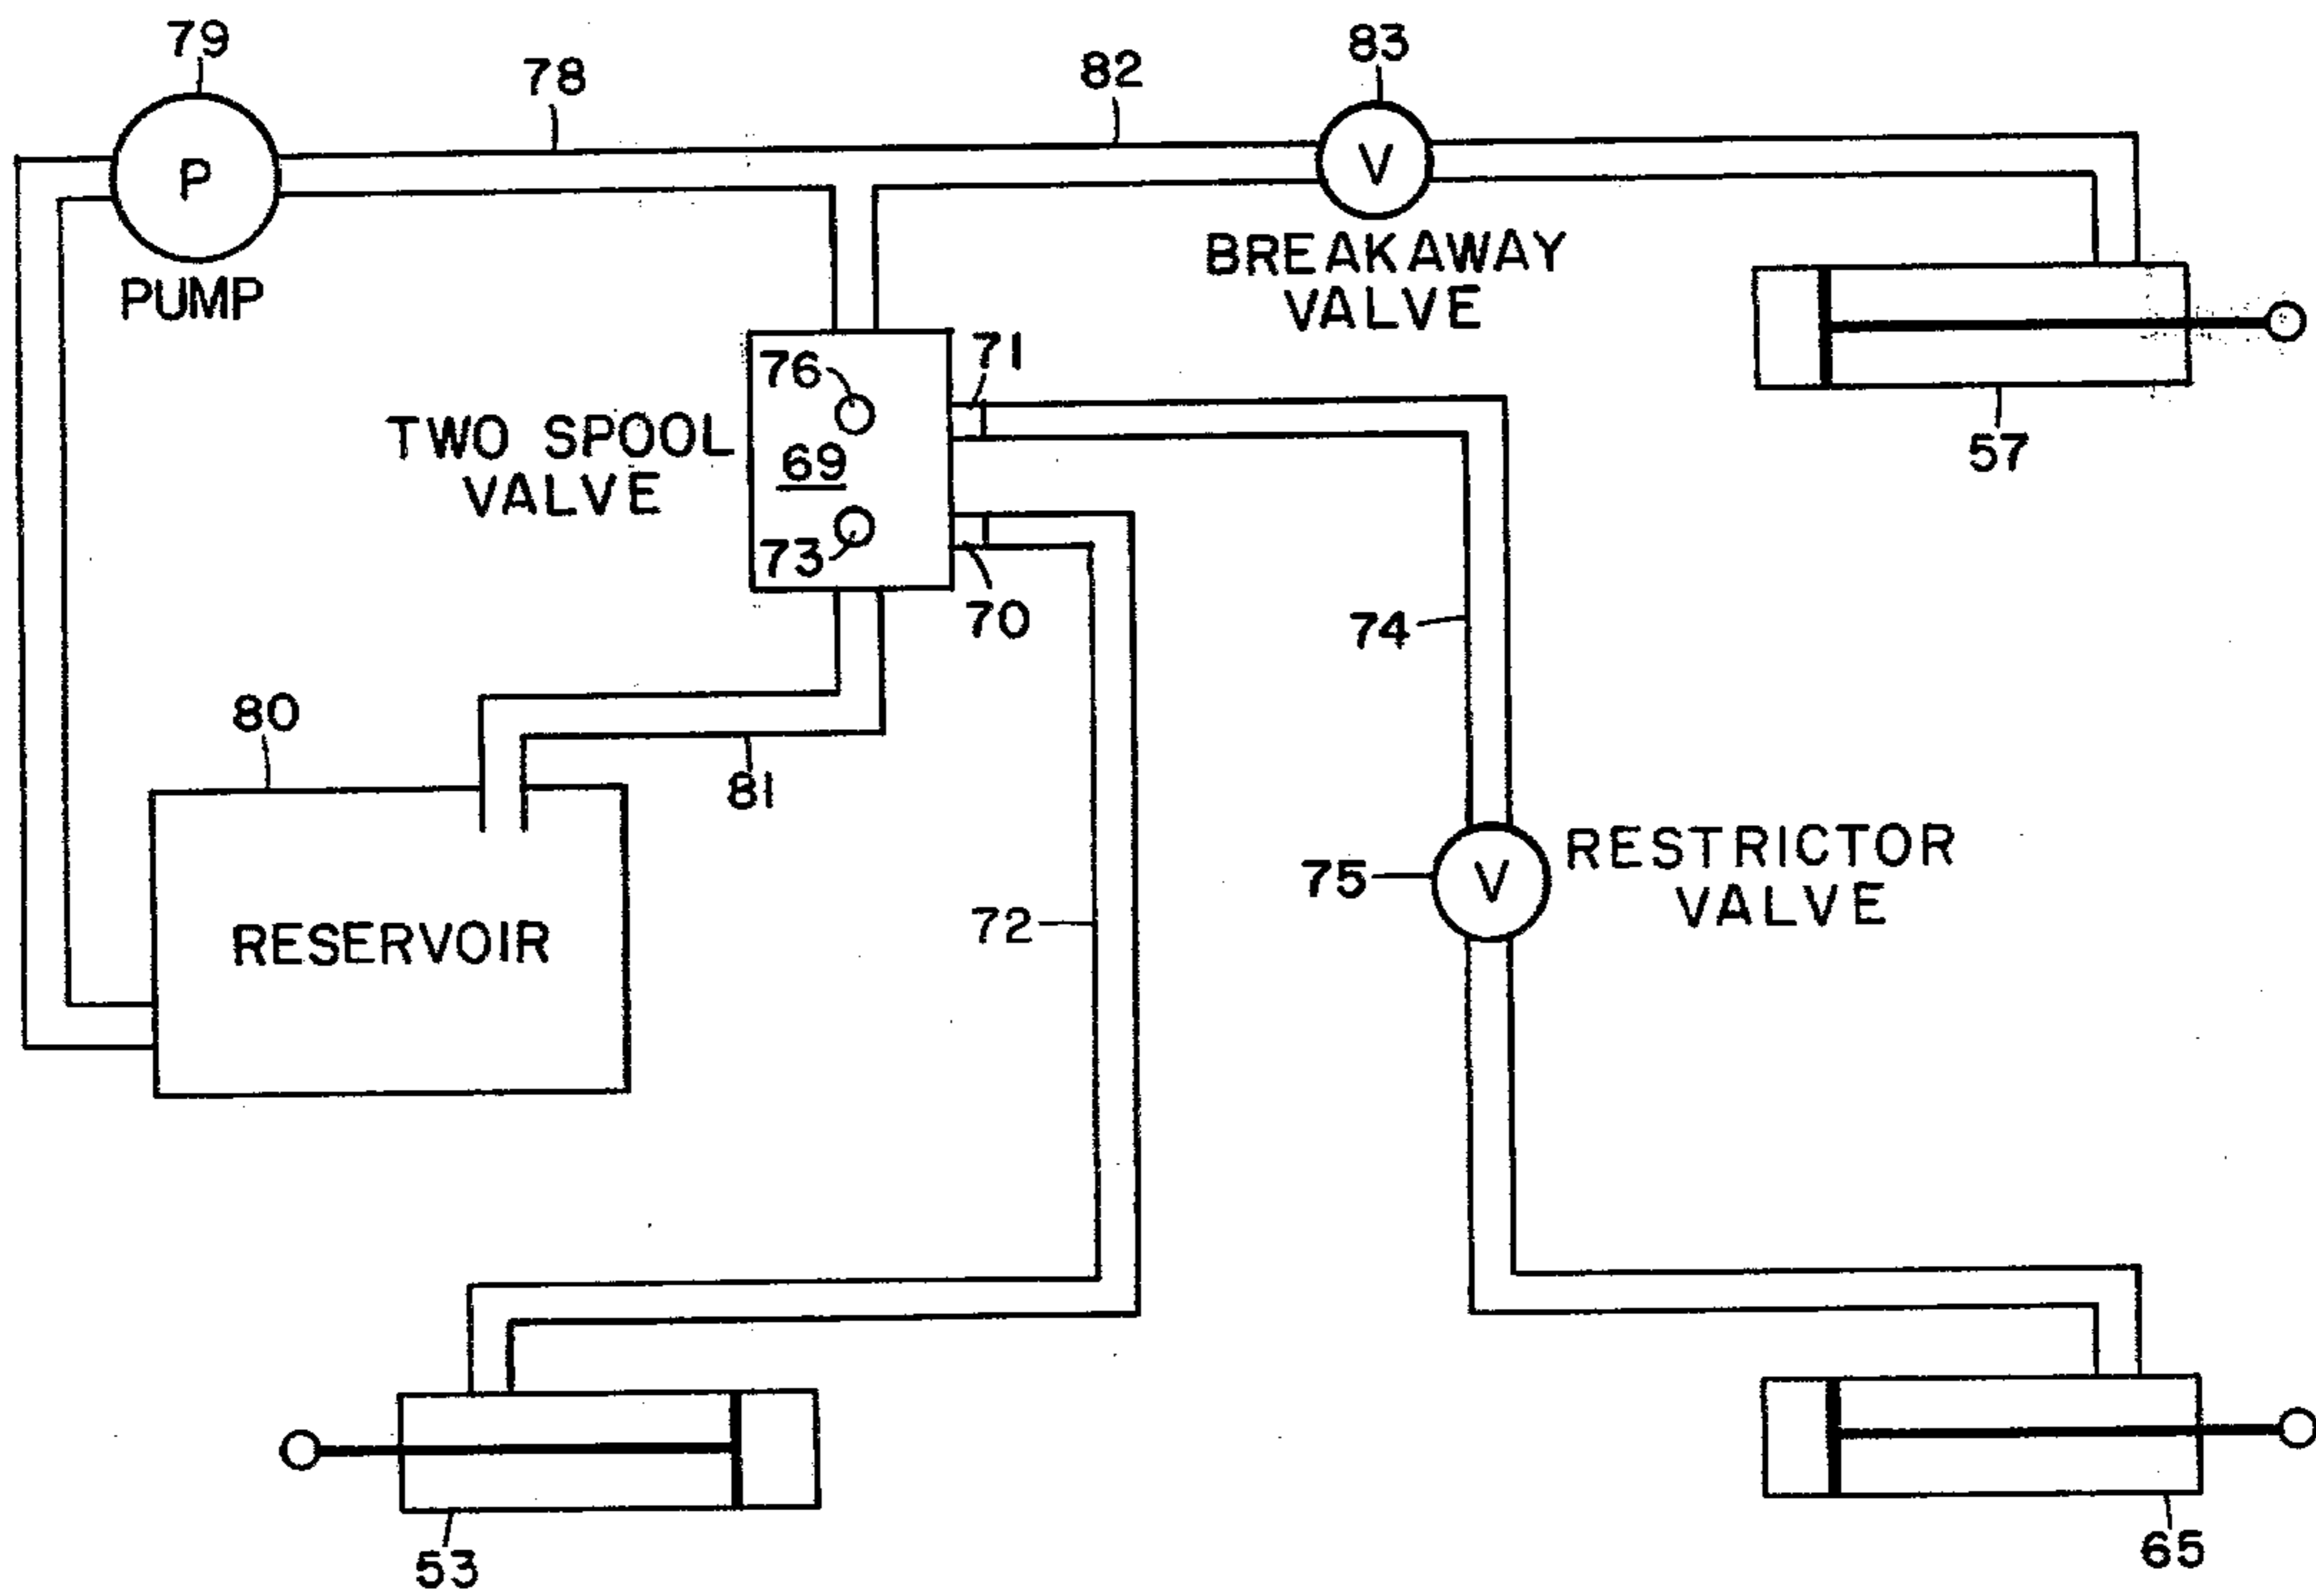 79
78
82
83
P
V
PUMP
BREAKAWAY
VALVE
76
71
TWO SPOOL
VALVE
69
57
73
70
74
80
81
RESTRICTOR
VALVE
75
V
72
RESERVOIR
53
65